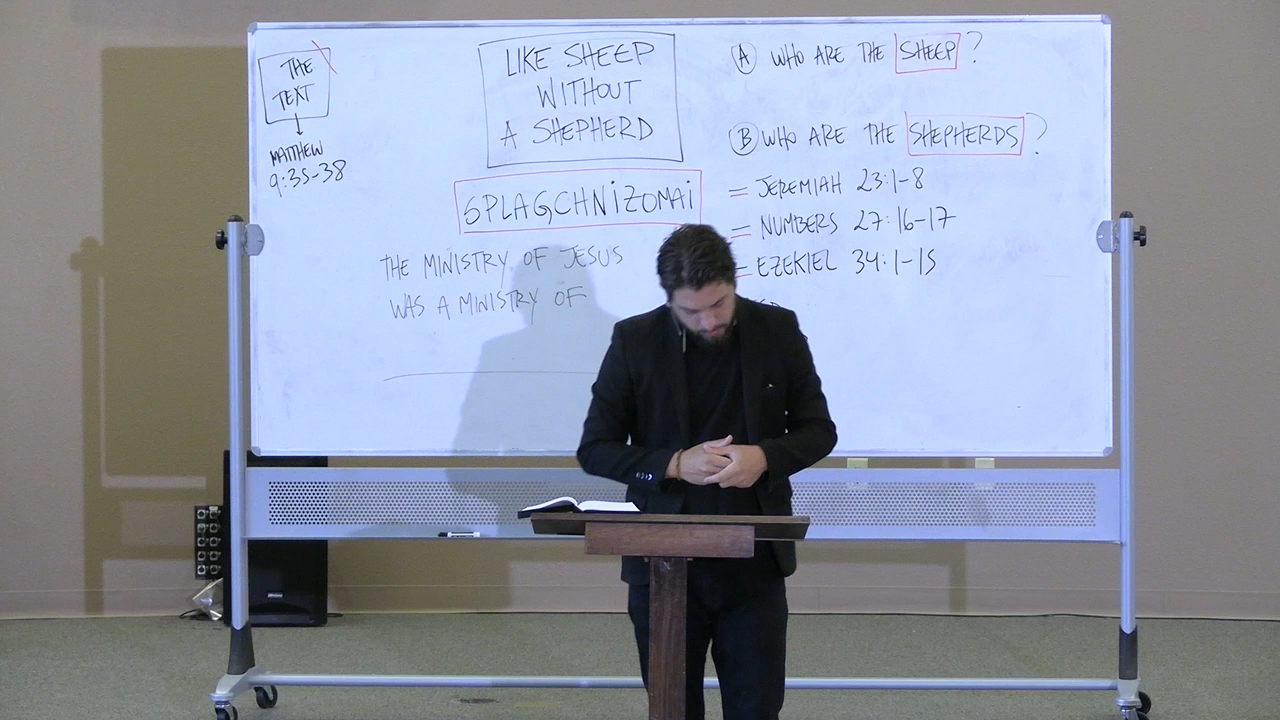 THE
TEXT
MATTHEW
9:35-38
LIKE SHEEP
WITHOUT
A SHEPHERD
SPLAGCHNiZOMAi
THE MINISTRY OF JESUS
WAS A MINISTRY OF
A WHO ARE THE SHEEP?
B WHO ARE THE SHEPHERDS?
= JEREMIAH 23:1-8
= NUMBERS 27:16-17
= EZEKIEL 34:1-15